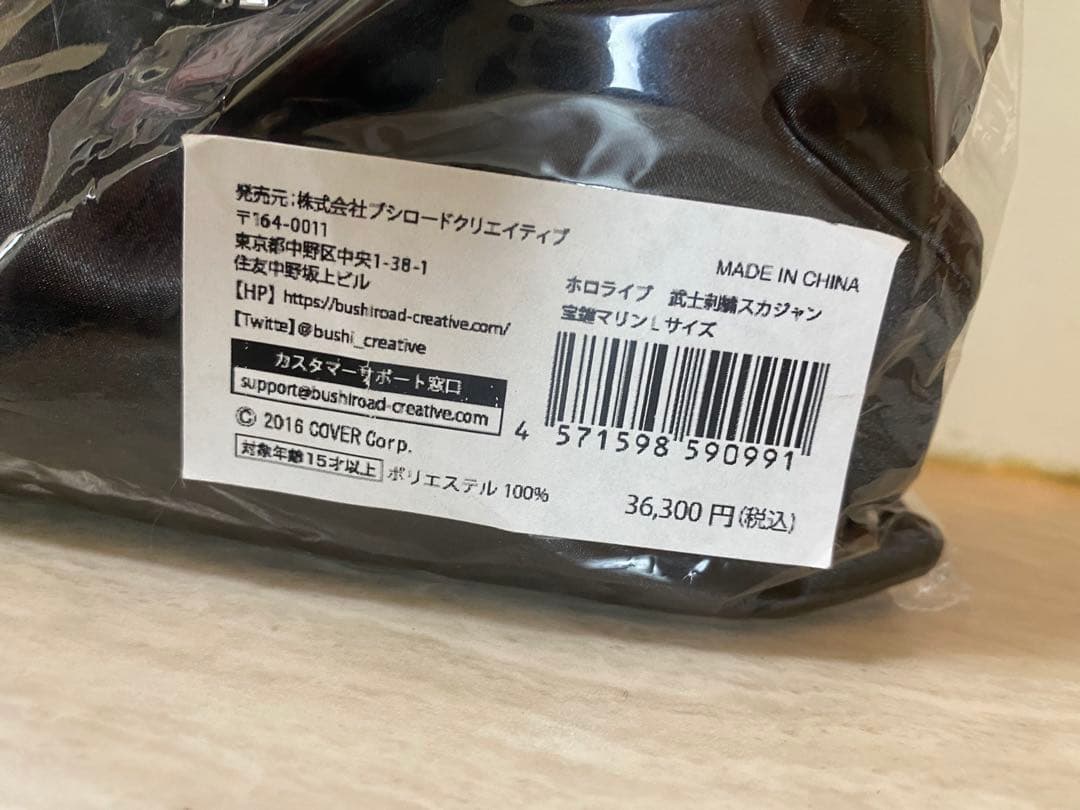 発売元：株式会社ブシロードクリエイティブ
〒164-0011
東京都中野区中央1-38-1
住友中野坂上ビル
【HP】https://bushiroad-creative.com/
【Twitte】@bushi_creative
カスタマーサポート窓口
support@bushiroad-creative.com
© 2016 COVER Corp.
対象年齢15才以上 ポリエステル 100%
MADE IN CHINA
ホロライブ 武士刺繍スカジャン
宝鐘マリン Lサイズ
4 571598 590991
36,300 円(税込)